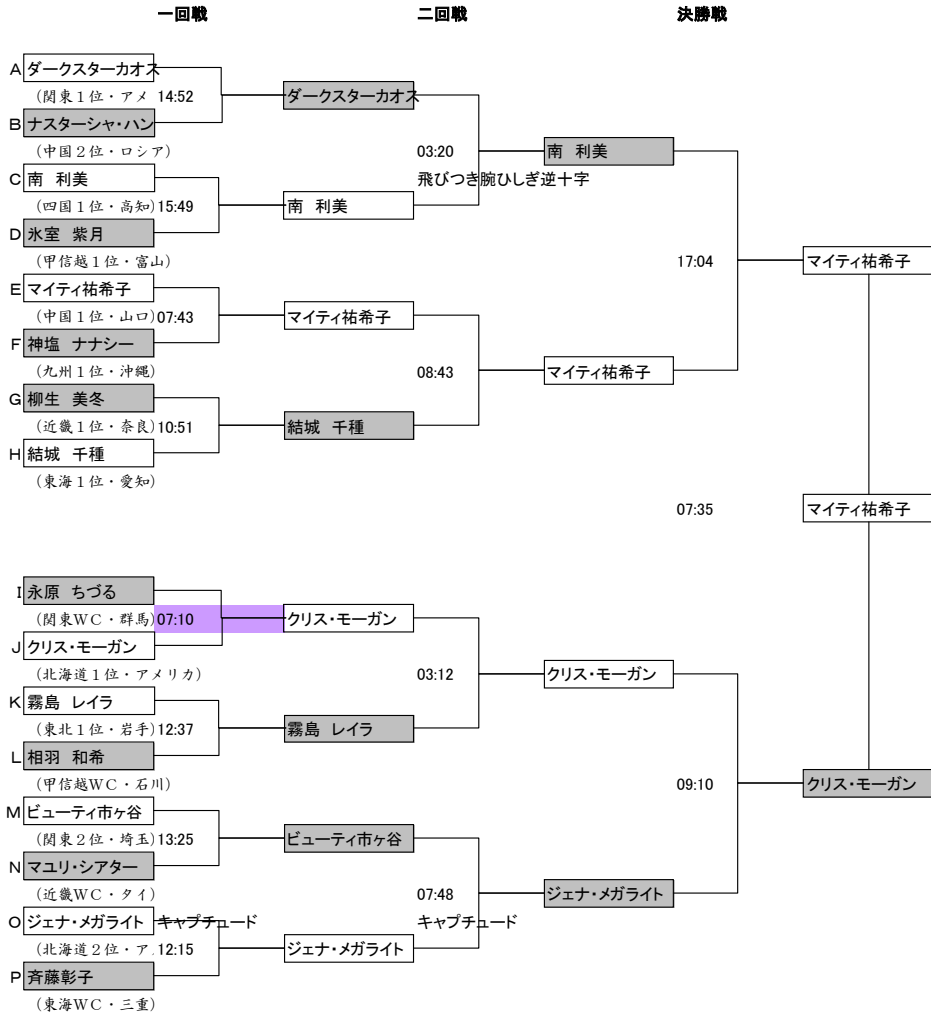 一回戦
二回戦
決勝戦
A ダークスターカオス
(関東1位・アメ 14:52
B ナスターシャ・ハン
(中国2位・ロシア)
C 南 利美
(四国1位・高知) 15:49
D 氷室 紫月
(甲信越1位・富山)
E マイティ祐希子
(中国1位・山口) 07:43
F 神塩 ナナシー
(九州1位・沖縄)
G 柳生 美冬
(近畿1位・奈良) 10:51
H 結城 千種
(東海1位・愛知)
I 永原 ちづる
(関東WC・群馬) 07:10
J クリス・モーガン
(北海道1位・アメリカ)
K 霧島 レイラ
(東北1位・岩手) 12:37
L 相羽 和希
(甲信越WC・石川)
M ビューティ市ヶ谷
(関東2位・埼玉) 13:25
N マユリ・シアター
(近畿WC・タイ)
O ジェナ・メガライト キャプチュード
(北海道2位・ア 12:15
P 斉藤彰子
(東海WC・三重)
ダークスターカオス
03:20
飛びつき腕ひしぎ逆十字
南 利美
マイティ祐希子
08:43
結城 千種
クリス・モーガン
03:12
霧島 レイラ
ビューティ市ヶ谷
07:48
キャプチュード
ジェナ・メガライト
南 利美
17:04
マイティ祐希子
クリス・モーガン
09:10
ジェナ・メガライト
マイティ祐希子
07:35
マイティ祐希子
クリス・モーガン